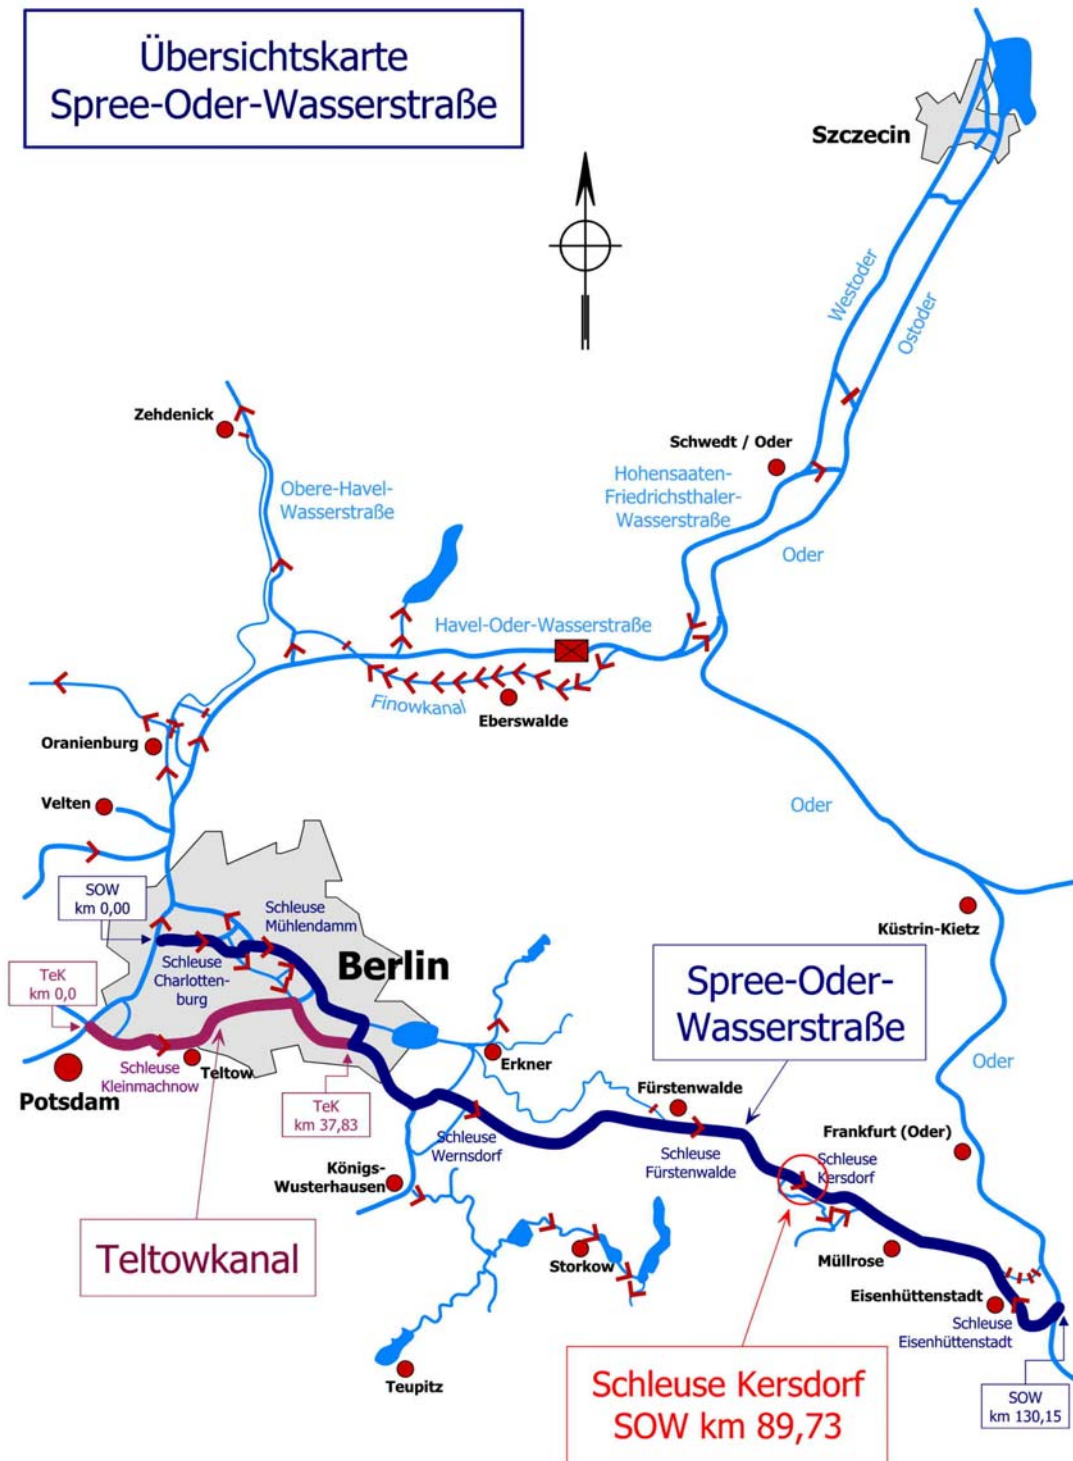 Übersichtskarte
Spree-Oder-Wasserstraße
Szczecin
Westoder
Ostoder
Zehdenick
Schwedt / Oder
Obere-Havel-
Wasserstraße
Hohensaaten-
Friedrichsthaler-
Wasserstraße
Oder
Havel-Oder-Wasserstraße
Finowkanal
Eberswalde
Oranienburg
Velten
Oder
SOW
km 0,00
Schleuse
Mühlendamm
Küstrin-Kietz
Schleuse
Charlotten-
burg
Berlin
TeK
km 0,0
Spree-Oder-
Wasserstraße
Schleuse
Kleinmachnow
Teltow
Erkner
Oder
Potsdam
TeK
km 37,83
Fürstenwalde
Schleuse
Wernsdorf
Schleuse
Fürstenwalde
Frankfurt (Oder)
Schleuse
Kersdorf
Königs-
Wusterhausen
Teltowkanal
Storkow
Müllrose
Eisenhüttenstadt
Schleuse
Eisenhüttenstadt
Teupitz
Schleuse Kersdorf
SOW km 89,73
SOW
km 130,15